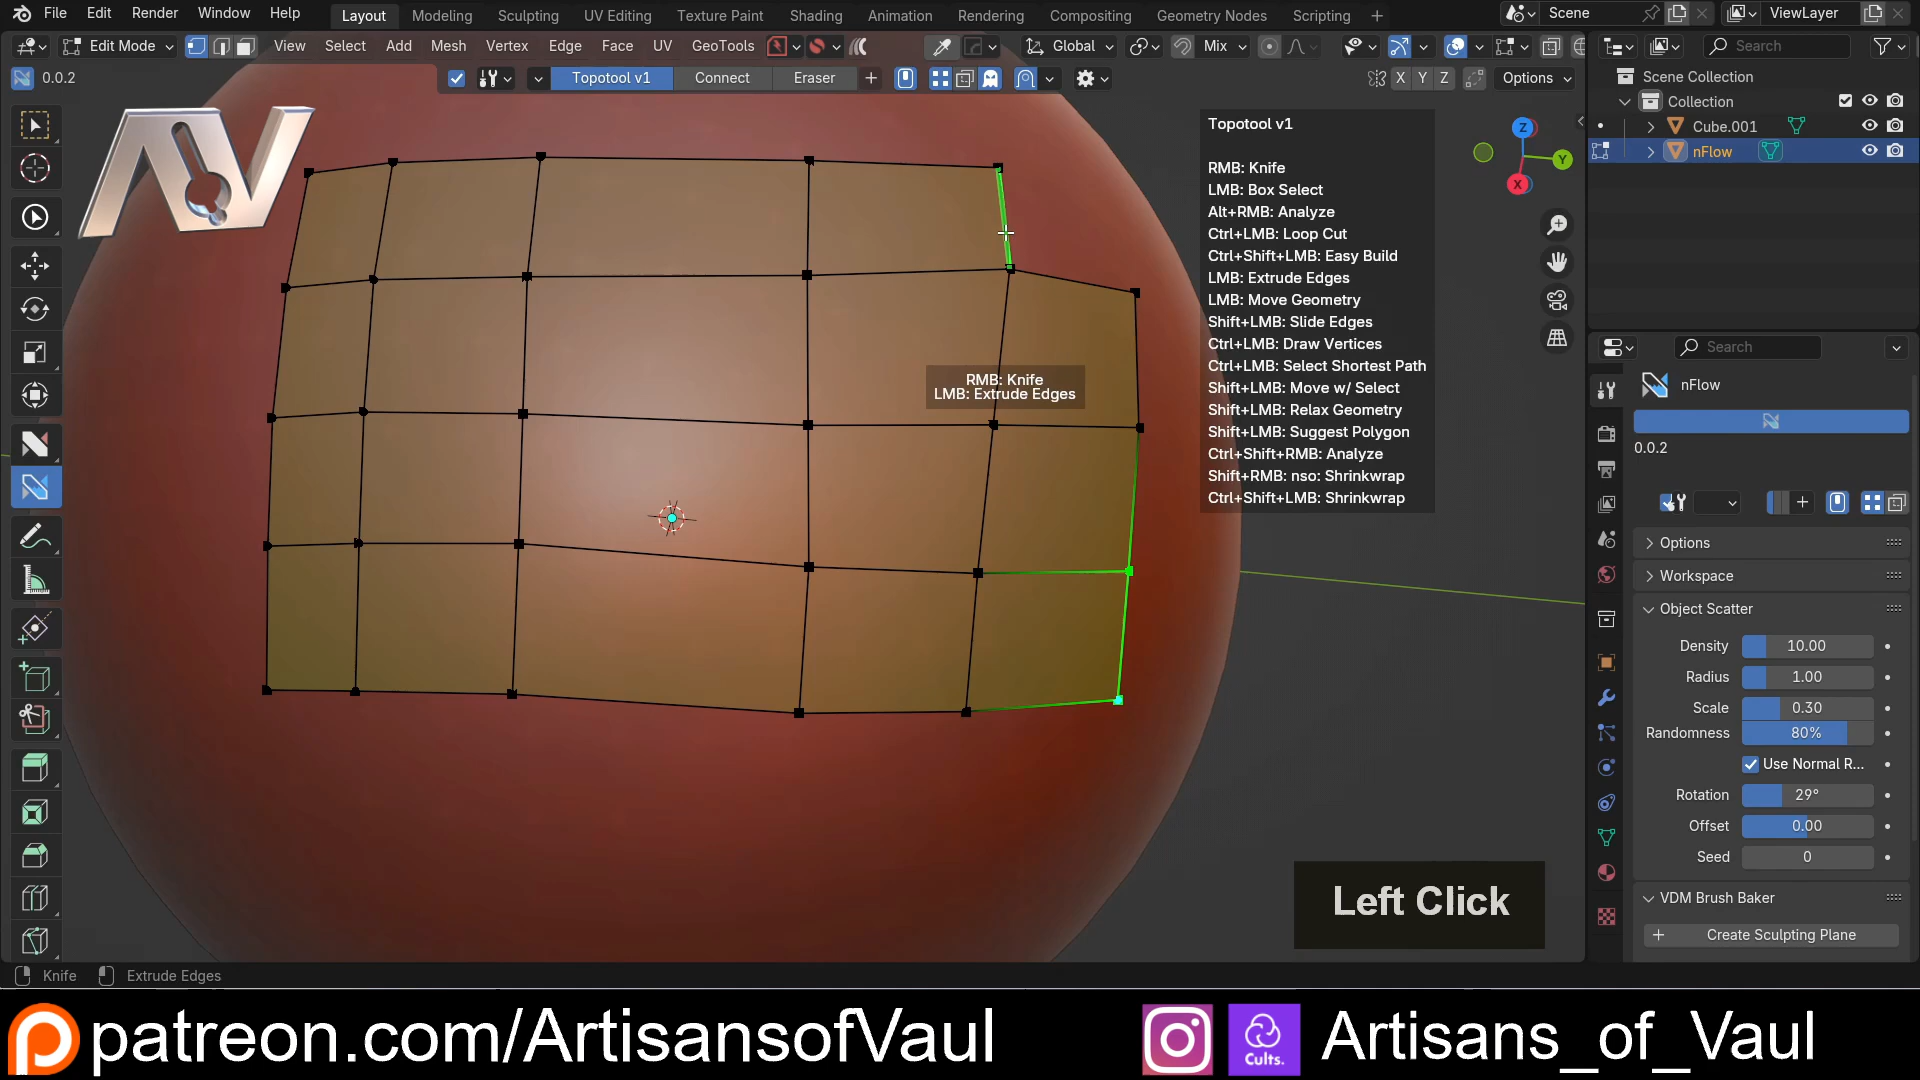 File Edit Render Window Help Layout Modeling Sculpting UV Editing Texture Paint Shading Animation Rendering Compositing Geometry Nodes Scripting + Scene ViewLayer
Edit Mode View Select Add Mesh Vertex Edge Face UV GeoTools Global Mix Search
0.0.2 Topotool v1 Connect Eraser + X Y Z Options
Scene Collection
Collection
Cube.001
nFlow
AV
Topotool v1
RMB: Knife
LMB: Box Select
Alt+RMB: Analyze
Ctrl+LMB: Loop Cut
Ctrl+Shift+LMB: Easy Build
LMB: Extrude Edges
LMB: Move Geometry
Shift+LMB: Slide Edges
Ctrl+LMB: Draw Vertices
Ctrl+LMB: Select Shortest Path
Shift+LMB: Move w/ Select
Shift+LMB: Relax Geometry
Shift+LMB: Suggest Polygon
Ctrl+Shift+RMB: Analyze
Shift+RMB: nso: Shrinkwrap
Ctrl+Shift+LMB: Shrinkwrap
Z
Y
X
RMB: Knife
LMB: Extrude Edges
Search
nFlow
0.0.2
Options
Workspace
Object Scatter
Density 10.00
Radius 1.00
Scale 0.30
Randomness 80%
Use Normal R...
Rotation 29°
Offset 0.00
Seed 0
VDM Brush Baker
+ Create Sculpting Plane
Left Click
Knife Extrude Edges
patreon.com/ArtisansofVaul Cults. Artisans_of_Vaul